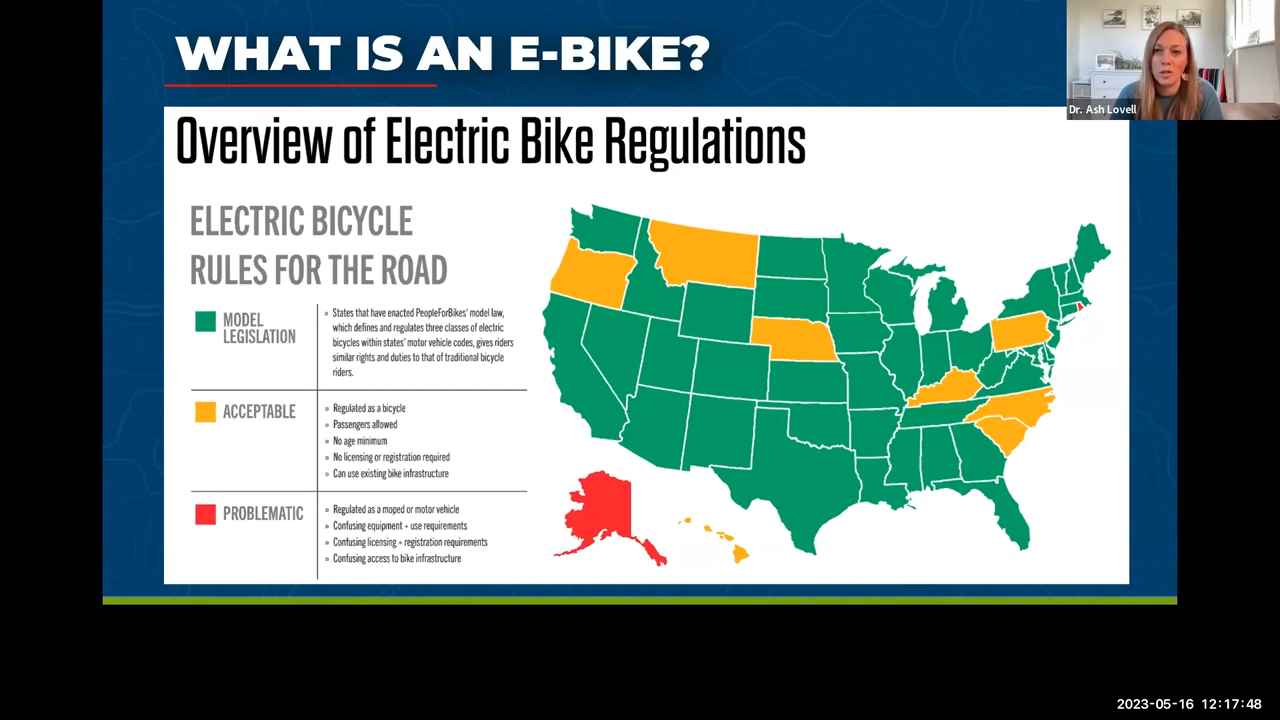 WHAT IS AN E-BIKE?
Dr. Ash Lovell
Overview of Electric Bike Regulations
ELECTRIC BICYCLE
RULES FOR THE ROAD
MODEL
LEGISLATION
» States that have enacted PeopleForBikes' model law,
which defines and regulates three classes of electric
bicycles within states' motor vehicle codes, gives riders
similar rights and duties to that of traditional bicycle
riders.
ACCEPTABLE
» Regulated as a bicycle
» Passengers allowed
» No age minimum
» No licensing or registration required
» Can use existing bike infrastructure
PROBLEMATIC
» Regulated as a moped or motor vehicle
» Confusing equipment + use requirements
» Confusing licensing + registration requirements
» Confusing access to bike infrastructure
2023-05-16 12:17:48